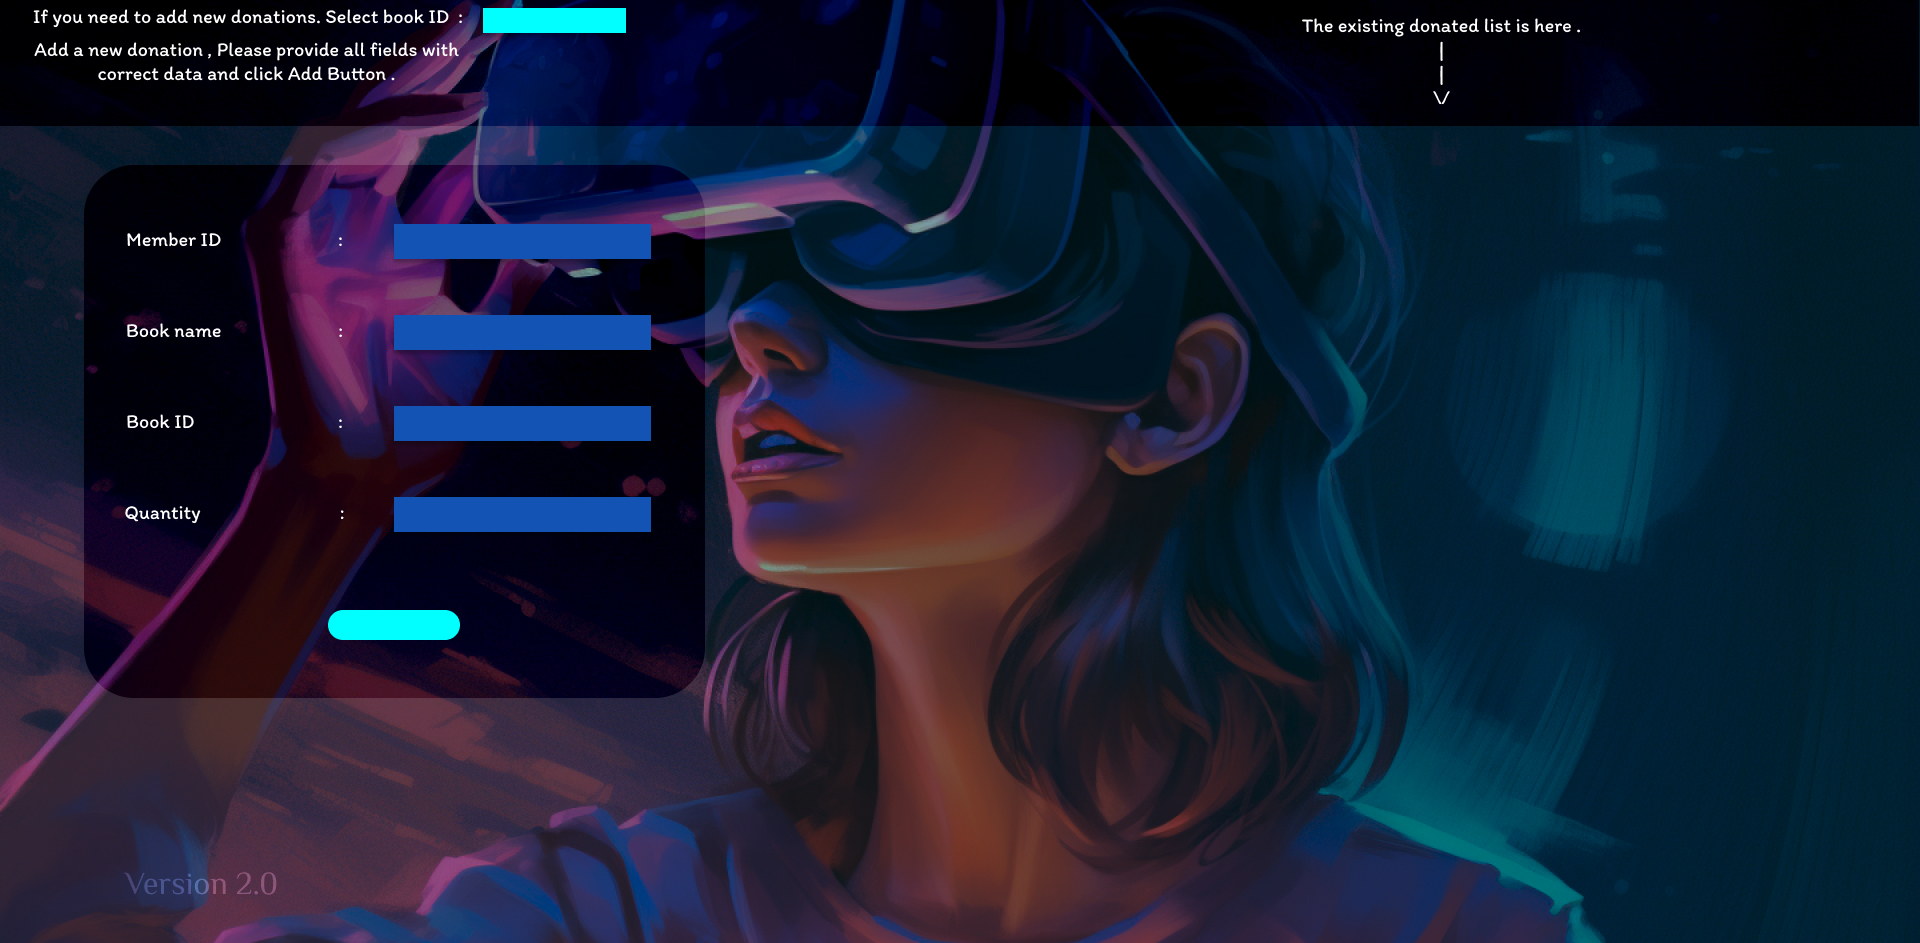 If you need to add new donations. Select book ID :
Add a new donation , Please provide all fields with
correct data and click Add Button .
The existing donated list is here .
Member ID :
Book name :
Book ID :
Quantity :
Version 2.0